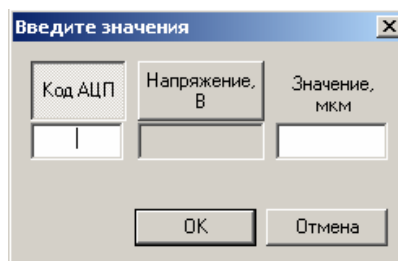 Введите значения
Код АЦП
Напряжение,
В
Значение,
мкм
OK
Отмена